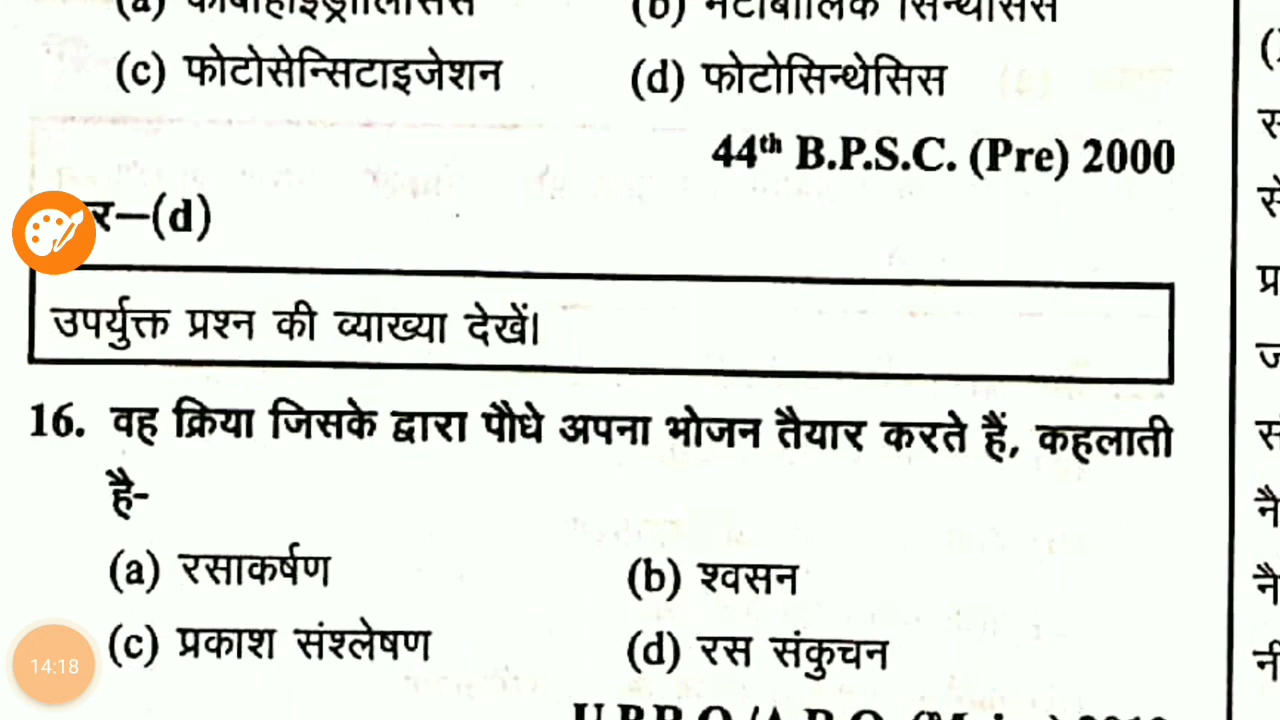 (a) कार्बोहाइड्रोलिसिस (b) मेटाबोलिक सिन्थेसिस
(c) फोटोसेन्सिटाइजेशन (d) फोटोसिन्थेसिस
44th B.P.S.C. (Pre) 2000
र–(d)
उपर्युक्त प्रश्न की व्याख्या देखें।
16. वह क्रिया जिसके द्वारा पौधे अपना भोजन तैयार करते हैं, कहलाती
है-
(a) रसाकर्षण (b) श्वसन
(c) प्रकाश संश्लेषण (d) रस संकुचन
14:18